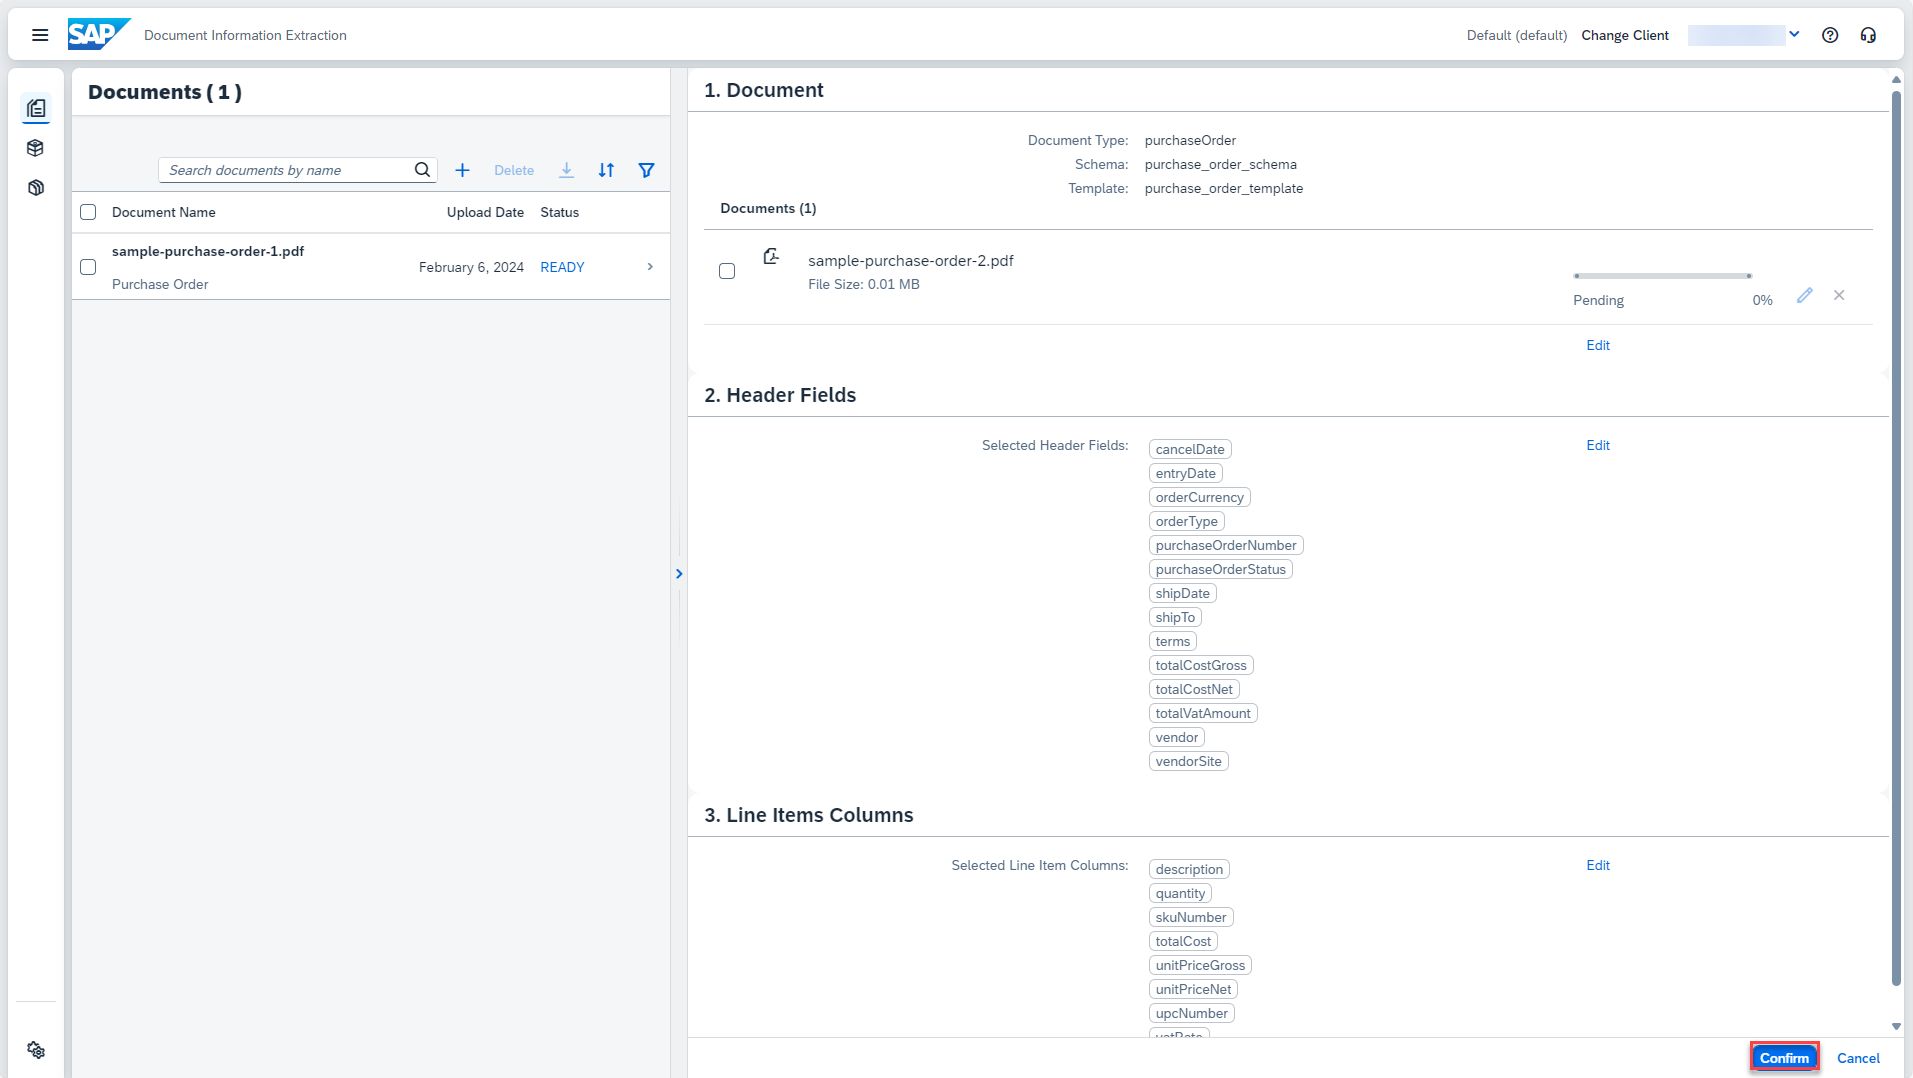 SAP
Document Information Extraction
Default (default)
Change Client
Documents ( 1 )
Search documents by name
Delete
Document Name
Upload Date
Status
sample-purchase-order-1.pdf
Purchase Order
February 6, 2024
READY
1. Document
Document Type: purchaseOrder
Schema: purchase_order_schema
Template: purchase_order_template
Documents (1)
sample-purchase-order-2.pdf
File Size: 0.01 MB
Pending
0%
Edit
2. Header Fields
Selected Header Fields:
cancelDate
entryDate
orderCurrency
orderType
purchaseOrderNumber
purchaseOrderStatus
shipDate
shipTo
terms
totalCostGross
totalCostNet
totalVatAmount
vendor
vendorSite
Edit
3. Line Items Columns
Selected Line Item Columns:
description
quantity
skuNumber
totalCost
unitPriceGross
unitPriceNet
upcNumber
Edit
Confirm
Cancel